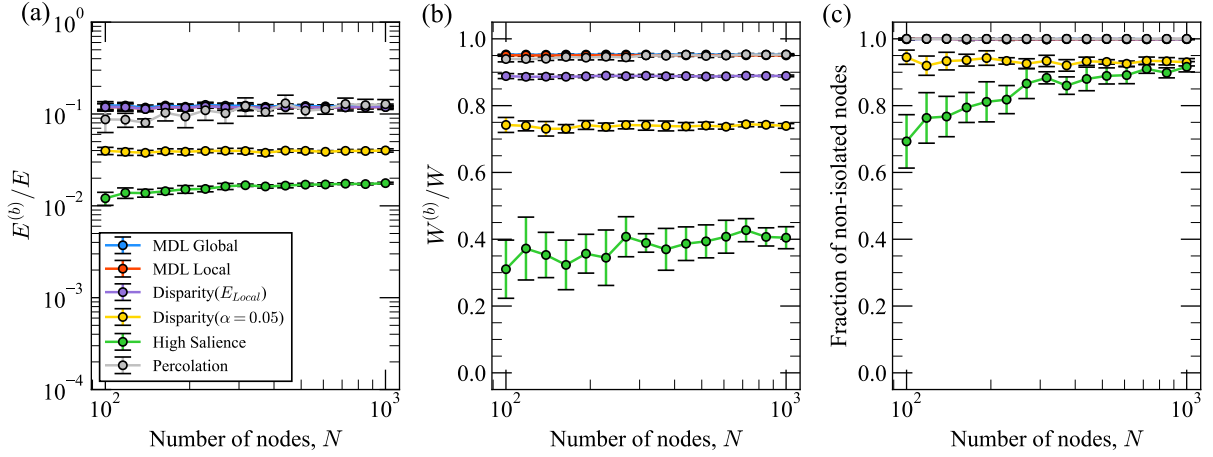 (a)
10^0
10^{-1}
10^{-2}
10^{-3}
10^{-4}
E^{(b)}/E
MDL Global
MDL Local
Disparity(E_{Local})
Disparity(α = 0.05)
High Salience
Percolation
10^2
10^3
Number of nodes, N
(b)
1.0
0.8
0.6
0.4
0.2
0.0
W^{(b)}/W
10^2
10^3
Number of nodes, N
(c)
1.0
0.8
0.6
0.4
0.2
0.0
Fraction of non-isolated nodes
10^2
10^3
Number of nodes, N